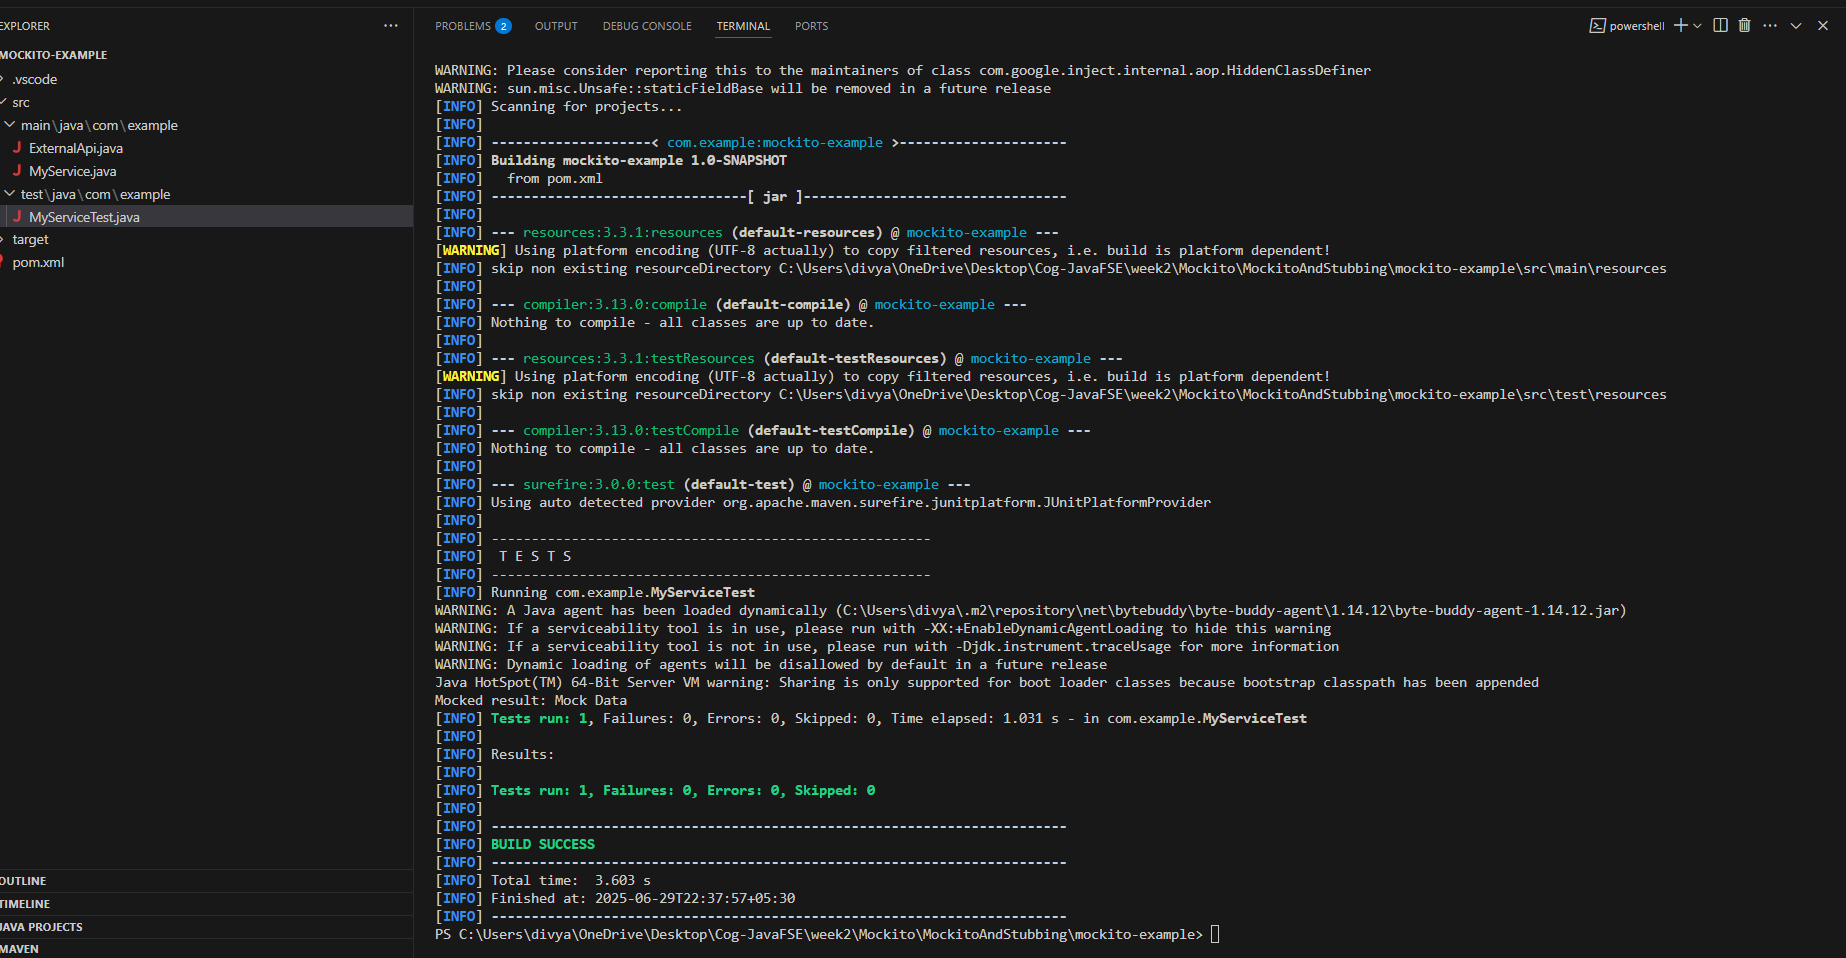 EXPLORER
MOCKITO-EXAMPLE
.vscode
src
main\java\com\example
ExternalApi.java
MyService.java
test\java\com\example
MyServiceTest.java
target
pom.xml
OUTLINE
TIMELINE
JAVA PROJECTS
MAVEN
PROBLEMS 2 OUTPUT DEBUG CONSOLE TERMINAL PORTS
powershell
WARNING: Please consider reporting this to the maintainers of class com.google.inject.internal.aop.HiddenClassDefiner
WARNING: sun.misc.Unsafe::staticFieldBase will be removed in a future release
[INFO] Scanning for projects...
[INFO]
[INFO] --------------------< com.example:mockito-example >---------------------
[INFO] Building mockito-example 1.0-SNAPSHOT
[INFO]   from pom.xml
[INFO] --------------------------------[ jar ]---------------------------------
[INFO]
[INFO] --- resources:3.3.1:resources (default-resources) @ mockito-example ---
[WARNING] Using platform encoding (UTF-8 actually) to copy filtered resources, i.e. build is platform dependent!
[INFO] skip non existing resourceDirectory C:\Users\divya\OneDrive\Desktop\Cog-JavaFSE\week2\Mockito\MockitoAndStubbing\mockito-example\src\main\resources
[INFO]
[INFO] --- compiler:3.13.0:compile (default-compile) @ mockito-example ---
[INFO] Nothing to compile - all classes are up to date.
[INFO]
[INFO] --- resources:3.3.1:testResources (default-testResources) @ mockito-example ---
[WARNING] Using platform encoding (UTF-8 actually) to copy filtered resources, i.e. build is platform dependent!
[INFO] skip non existing resourceDirectory C:\Users\divya\OneDrive\Desktop\Cog-JavaFSE\week2\Mockito\MockitoAndStubbing\mockito-example\src\test\resources
[INFO]
[INFO] --- compiler:3.13.0:testCompile (default-testCompile) @ mockito-example ---
[INFO] Nothing to compile - all classes are up to date.
[INFO]
[INFO] --- surefire:3.0.0:test (default-test) @ mockito-example ---
[INFO] Using auto detected provider org.apache.maven.surefire.junitplatform.JUnitPlatformProvider
[INFO]
[INFO] -------------------------------------------------------
[INFO]  T E S T S
[INFO] -------------------------------------------------------
[INFO] Running com.example.MyServiceTest
WARNING: A Java agent has been loaded dynamically (C:\Users\divya\.m2\repository\net\bytebuddy\byte-buddy-agent\1.14.12\byte-buddy-agent-1.14.12.jar)
WARNING: If a serviceability tool is in use, please run with -XX:+EnableDynamicAgentLoading to hide this warning
WARNING: If a serviceability tool is not in use, please run with -Djdk.instrument.traceUsage for more information
WARNING: Dynamic loading of agents will be disallowed by default in a future release
Java HotSpot(TM) 64-Bit Server VM warning: Sharing is only supported for boot loader classes because bootstrap classpath has been appended
Mocked result: Mock Data
[INFO] Tests run: 1, Failures: 0, Errors: 0, Skipped: 0, Time elapsed: 1.031 s - in com.example.MyServiceTest
[INFO]
[INFO] Results:
[INFO]
[INFO] Tests run: 1, Failures: 0, Errors: 0, Skipped: 0
[INFO]
[INFO] ------------------------------------------------------------------------
[INFO] BUILD SUCCESS
[INFO] ------------------------------------------------------------------------
[INFO] Total time:  3.603 s
[INFO] Finished at: 2025-06-29T22:37:57+05:30
[INFO] ------------------------------------------------------------------------
PS C:\Users\divya\OneDrive\Desktop\Cog-JavaFSE\week2\Mockito\MockitoAndStubbing\mockito-example>